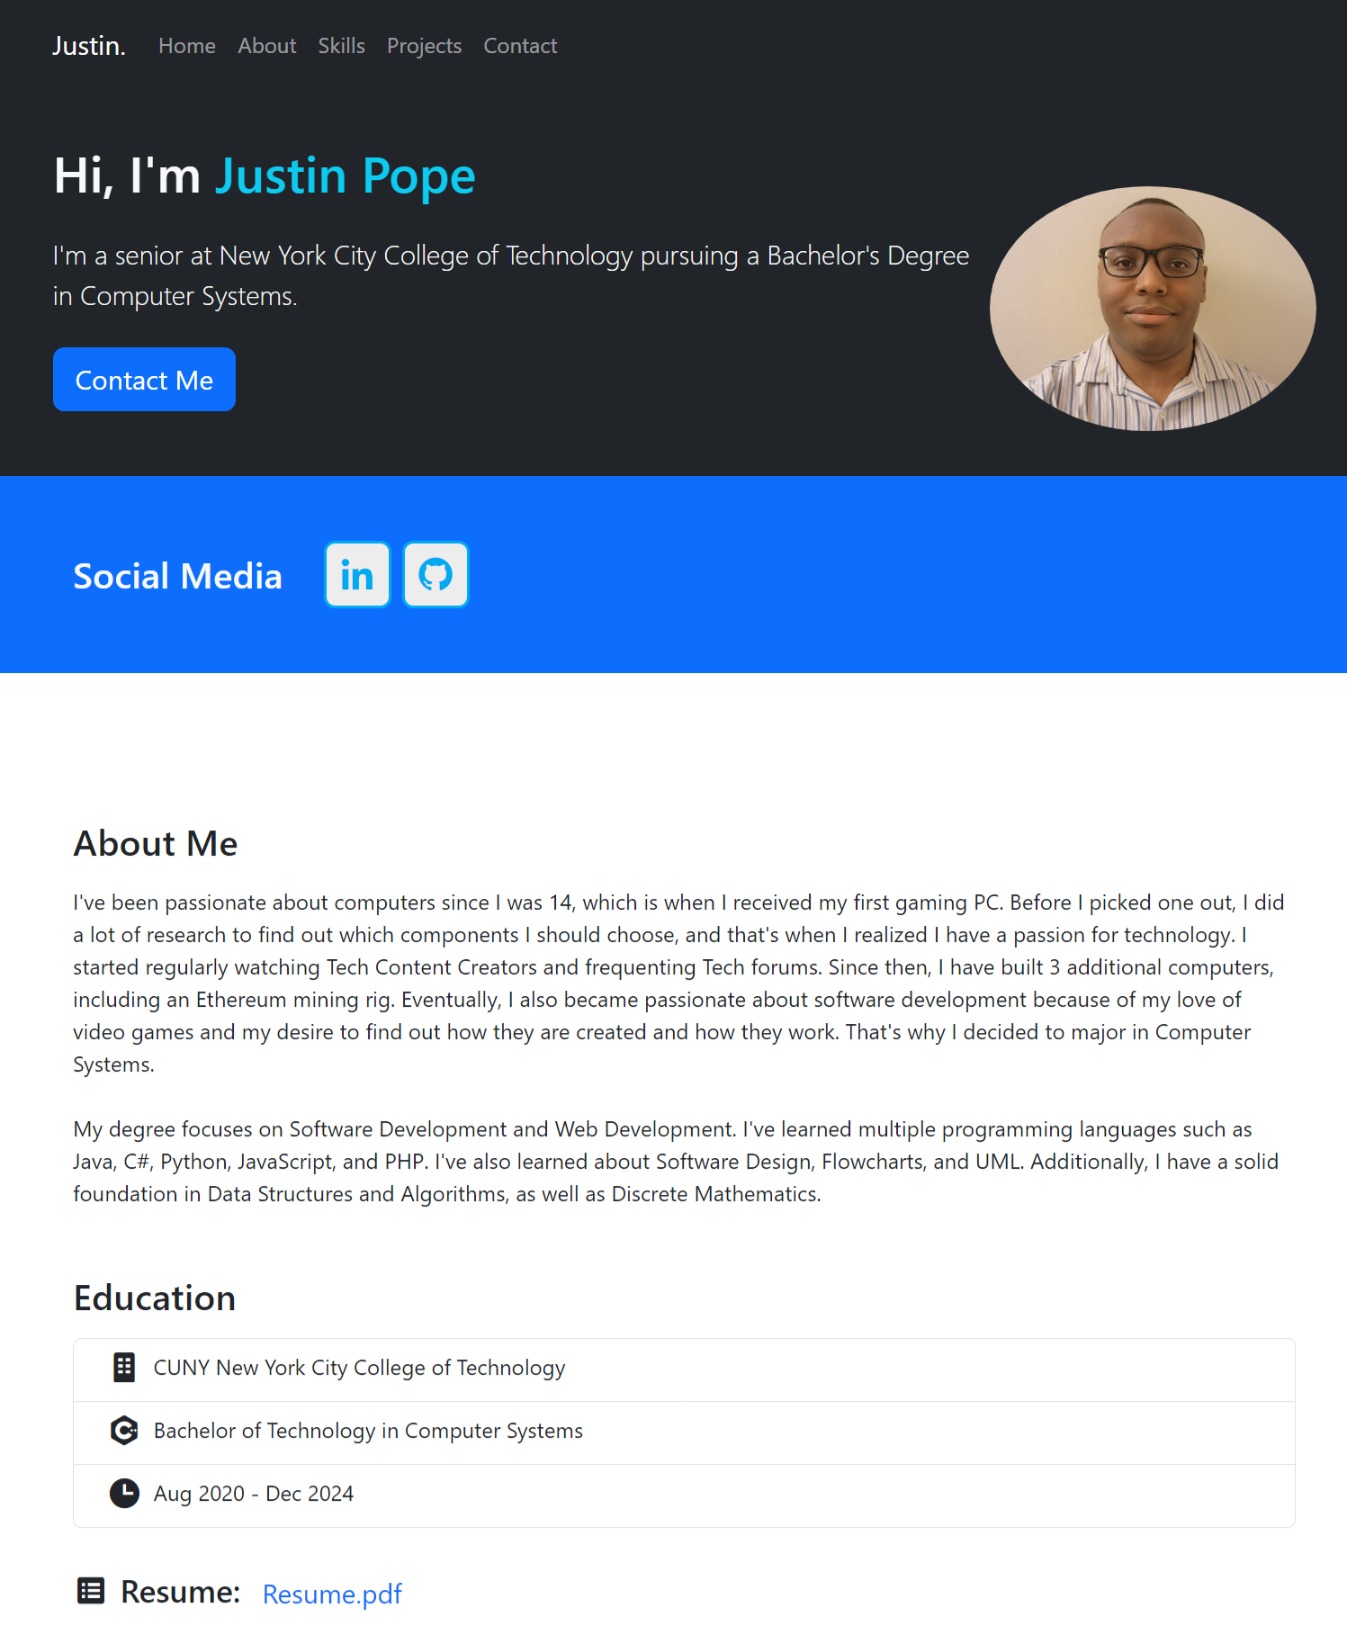 Justin. Home About Skills Projects Contact
Hi, I'm Justin Pope
I'm a senior at New York City College of Technology pursuing a Bachelor's Degree
in Computer Systems.
Contact Me
Social Media in
About Me
I've been passionate about computers since I was 14, which is when I received my first gaming PC. Before I picked one out, I did
a lot of research to find out which components I should choose, and that's when I realized I have a passion for technology. I
started regularly watching Tech Content Creators and frequenting Tech forums. Since then, I have built 3 additional computers,
including an Ethereum mining rig. Eventually, I also became passionate about software development because of my love of
video games and my desire to find out how they are created and how they work. That's why I decided to major in Computer
Systems.
My degree focuses on Software Development and Web Development. I've learned multiple programming languages such as
Java, C#, Python, JavaScript, and PHP. I've also learned about Software Design, Flowcharts, and UML. Additionally, I have a solid
foundation in Data Structures and Algorithms, as well as Discrete Mathematics.
Education
CUNY New York City College of Technology
Bachelor of Technology in Computer Systems
Aug 2020 - Dec 2024
Resume: Resume.pdf